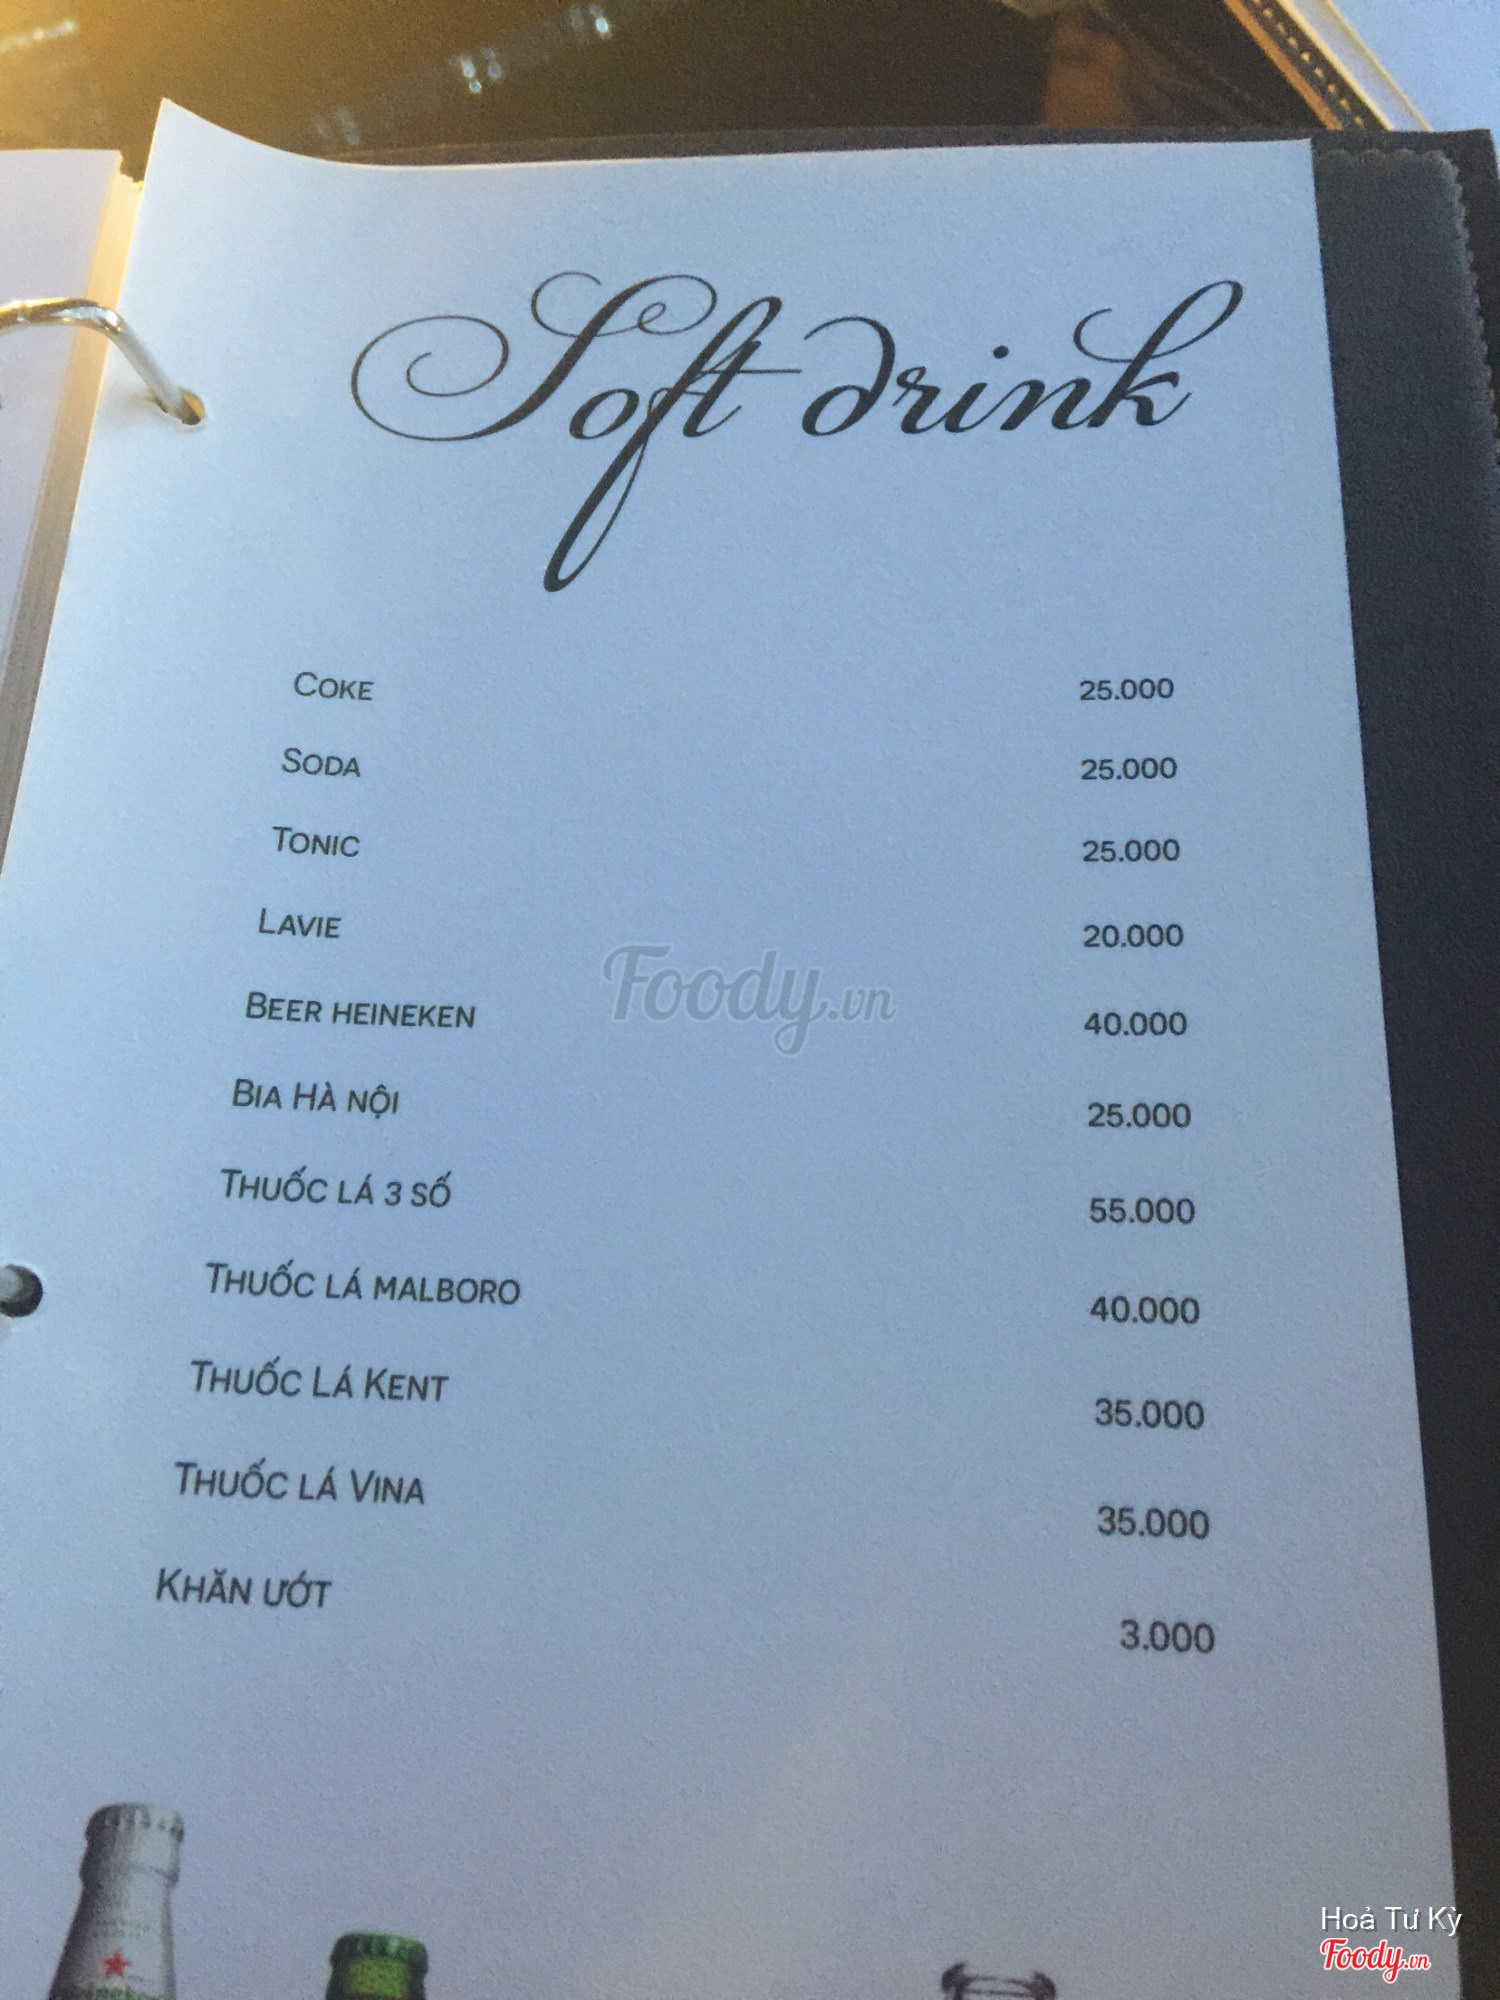 Soft drink
Coke 25.000
Soda 25.000
Tonic 25.000
Lavie 20.000
Foody.vn
Beer heineken 40.000
Bia Hà nội 25.000
Thuốc lá 3 số 55.000
Thuốc lá malboro 40.000
Thuốc Lá Kent 35.000
Thuốc lá Vina 35.000
Khăn ướt 3.000
Hoả Tư Kỳ
Foody.vn